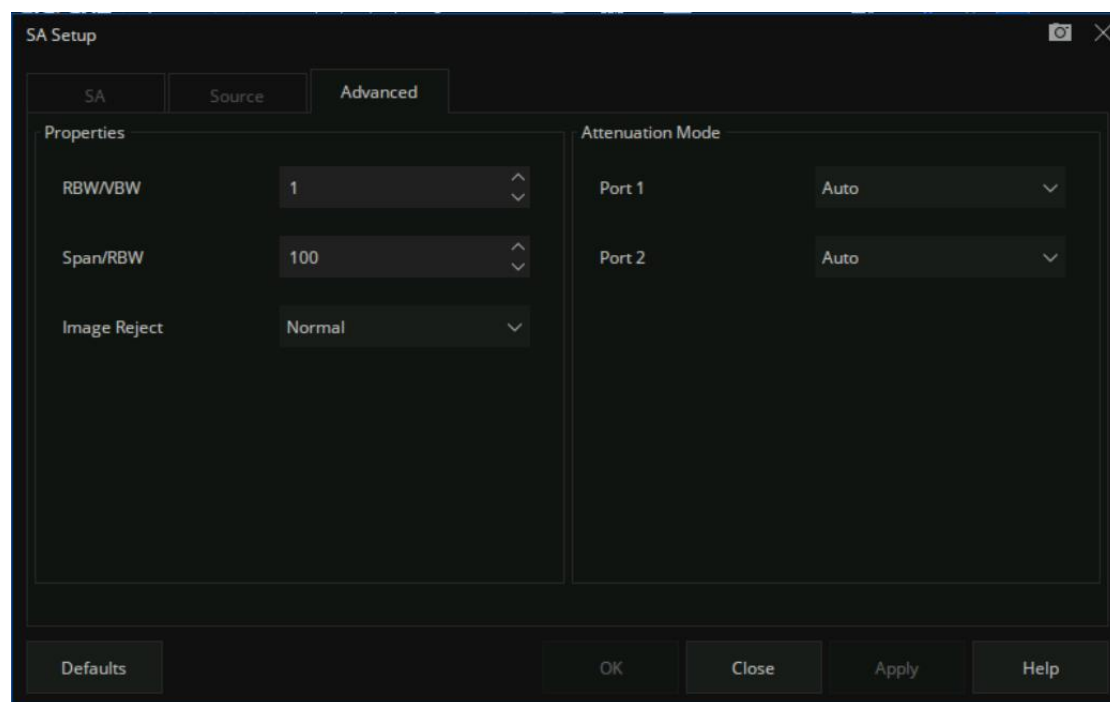 SA Setup
SA Source Advanced
Properties
RBW/VBW 1
Span/RBW 100
Image Reject Normal
Attenuation Mode
Port 1 Auto
Port 2 Auto
Defaults OK Close Apply Help